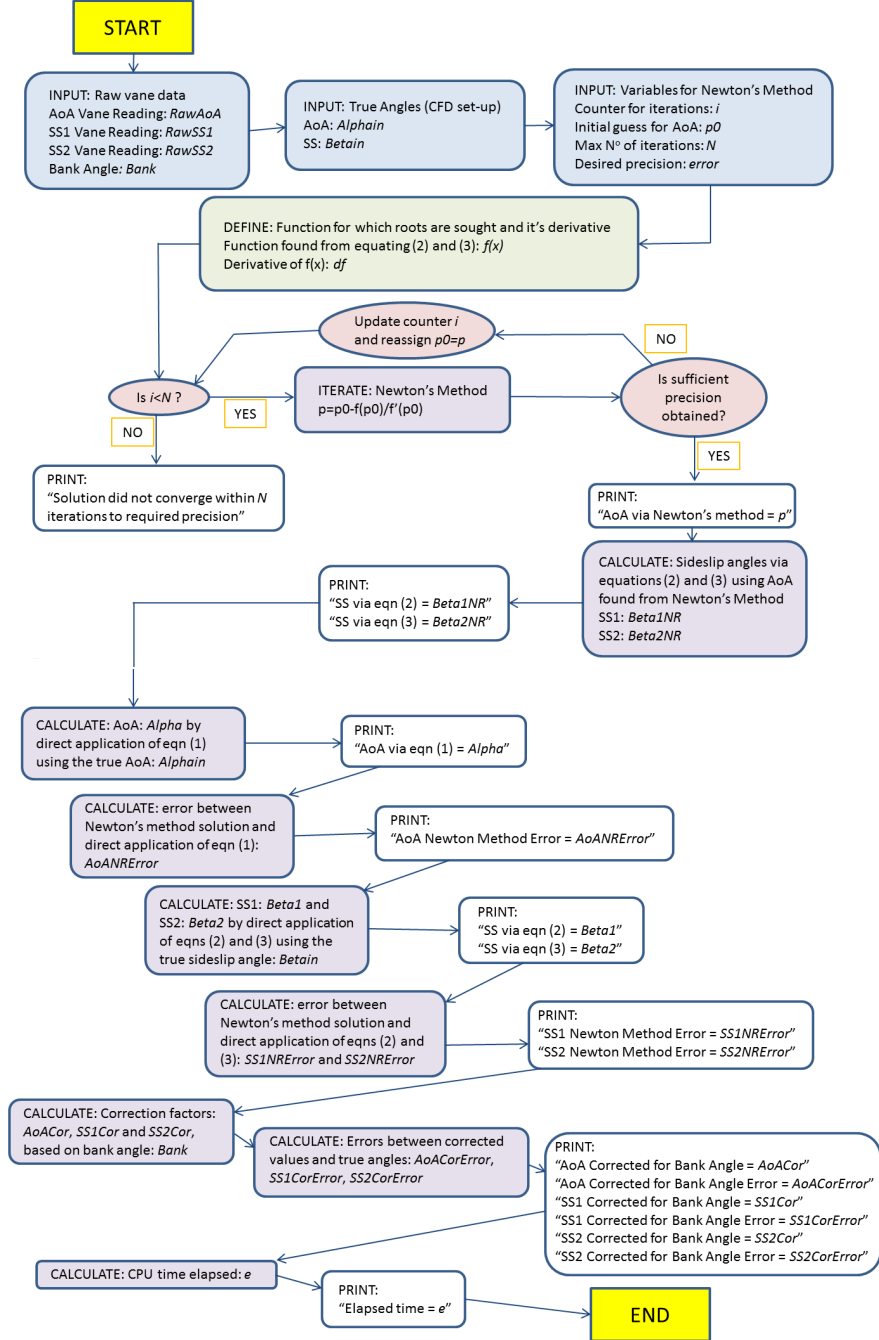 START
INPUT: Raw vane data
AoA Vane Reading: RawAoA
SS1 Vane Reading: RawSS1
SS2 Vane Reading: RawSS2
Bank Angle: Bank
INPUT: True Angles (CFD set-up)
AoA: Alphain
SS: Betain
INPUT: Variables for Newton’s Method
Counter for iterations: i
Initial guess for AoA: p0
Max Nº of iterations: N
Desired precision: error
DEFINE: Function for which roots are sought and it’s derivative
Function found from equating (2) and (3): f(x)
Derivative of f(x): df
Update counter i
and reassign p0=p
NO
Is i<N ?
YES
ITERATE: Newton’s Method
p=p0-f(p0)/f’(p0)
Is sufficient
precision
obtained?
NO
YES
PRINT:
“Solution did not converge within N
iterations to required precision”
PRINT:
“AoA via Newton’s method = p”
CALCULATE: Sideslip angles via
equations (2) and (3) using AoA
found from Newton’s Method
SS1: Beta1NR
SS2: Beta2NR
PRINT:
“SS via eqn (2) = Beta1NR”
“SS via eqn (3) = Beta2NR”
CALCULATE: AoA: Alpha by
direct application of eqn (1)
using the true AoA: Alphain
PRINT:
“AoA via eqn (1) = Alpha”
CALCULATE: error between
Newton’s method solution and
direct application of eqn (1):
AoANRError
PRINT:
“AoA Newton Method Error = AoANRError”
CALCULATE: SS1: Beta1 and
SS2: Beta2 by direct application
of eqns (2) and (3) using the
true sideslip angle: Betain
PRINT:
“SS via eqn (2) = Beta1”
“SS via eqn (3) = Beta2”
CALCULATE: error between
Newton’s method solution and
direct application of eqns (2) and
(3): SS1NRError and SS2NRError
PRINT:
“SS1 Newton Method Error = SS1NRError”
“SS2 Newton Method Error = SS2NRError”
CALCULATE: Correction factors:
AoACor, SS1Cor and SS2Cor,
based on bank angle: Bank
CALCULATE: Errors between corrected
values and true angles: AoACorError,
SS1CorError, SS2CorError
PRINT:
“AoA Corrected for Bank Angle = AoACor”
“AoA Corrected for Bank Angle Error = AoACorError”
“SS1 Corrected for Bank Angle = SS1Cor”
“SS1 Corrected for Bank Angle Error = SS1CorError”
“SS2 Corrected for Bank Angle = SS2Cor”
“SS2 Corrected for Bank Angle Error = SS2CorError”
CALCULATE: CPU time elapsed: e
PRINT:
“Elapsed time = e”
END